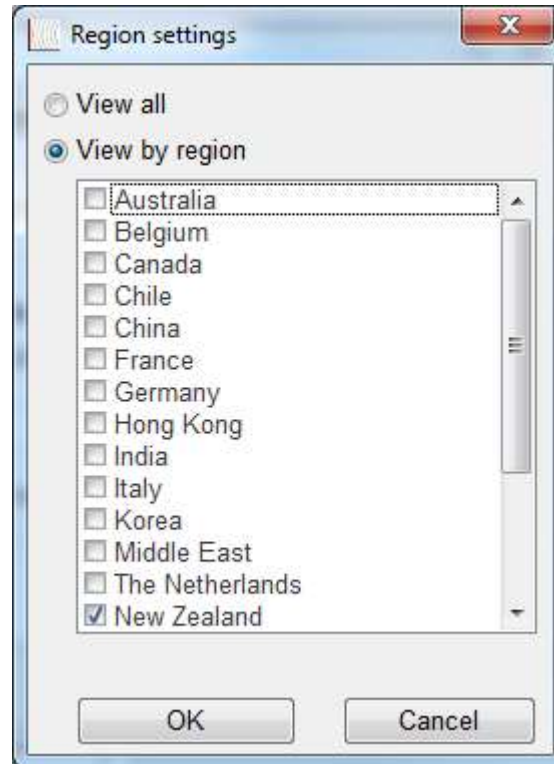 Region settings
View all
View by region
Australia
Belgium
Canada
Chile
China
France
Germany
Hong Kong
India
Italy
Korea
Middle East
The Netherlands
New Zealand
OK Cancel